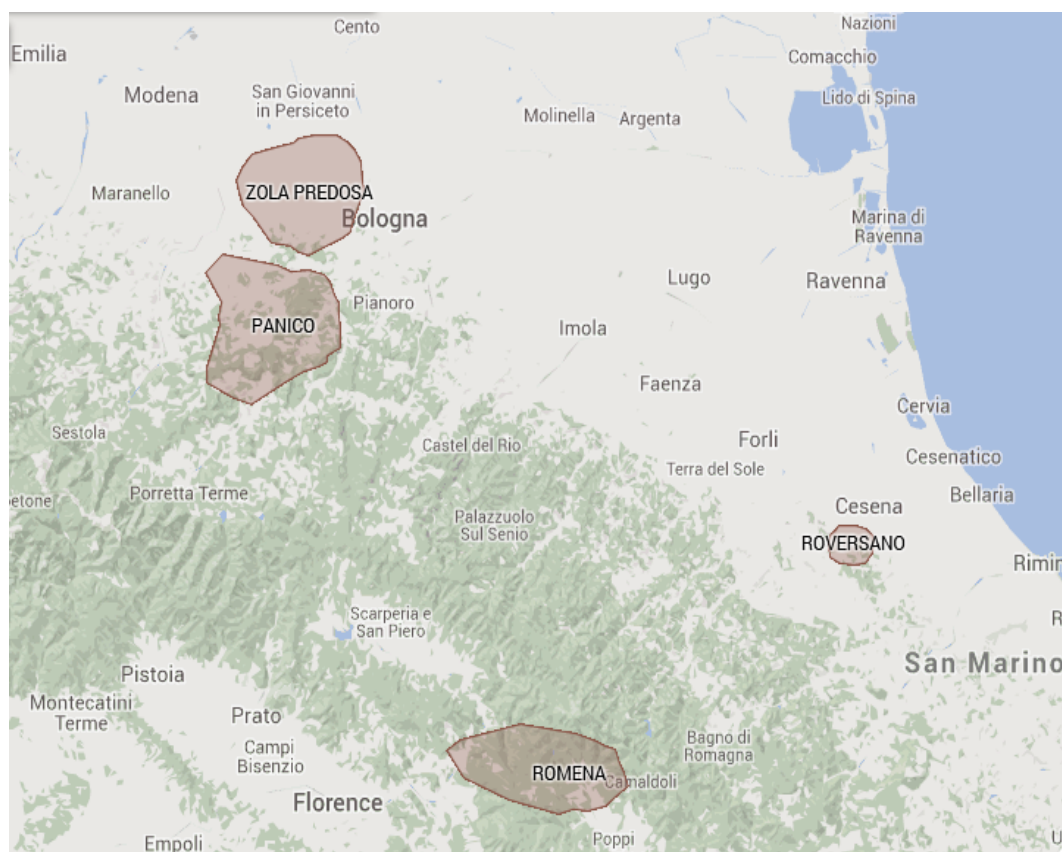 Nazioni
Cento
Emilia
Comacchio
Modena
San Giovanni
in Persiceto
Lido di Spina
Molinella
Argenta
Maranello
ZOLA PREDOSA
Bologna
Marina di
Ravenna
Lugo
Ravenna
Pianoro
PANICO
Imola
Faenza
Cervia
Sestola
Castel del Rio
Forli
Terra del Sole
Cesenatico
Porretta Terme
Bellaria
etone
Cesena
Palazzuolo
Sul Senio
ROVERSANO
Rimin
Scarperia e
San Piero
R
San Marino
Pistoia
Montecatini
Terme
Prato
Campi
Bisenzio
Bagno di
Romagna
ROMENA
Camaldoli
Florence
Poppi
Empoli
U